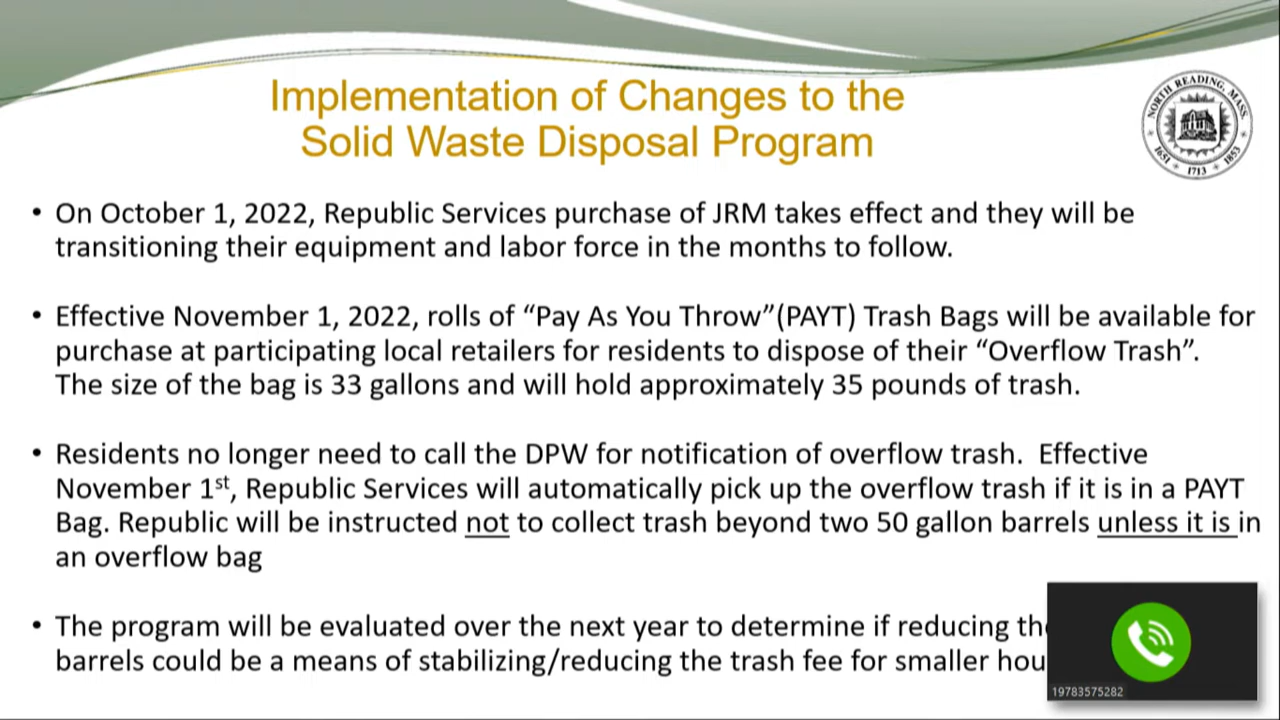 Implementation of Changes to the
Solid Waste Disposal Program
NORTH READING, MASS.
1651 1713 1853
• On October 1, 2022, Republic Services purchase of JRM takes effect and they will be
transitioning their equipment and labor force in the months to follow.
• Effective November 1, 2022, rolls of “Pay As You Throw”(PAYT) Trash Bags will be available for
purchase at participating local retailers for residents to dispose of their “Overflow Trash”.
The size of the bag is 33 gallons and will hold approximately 35 pounds of trash.
• Residents no longer need to call the DPW for notification of overflow trash.  Effective
November 1st, Republic Services will automatically pick up the overflow trash if it is in a PAYT
Bag. Republic will be instructed not to collect trash beyond two 50 gallon barrels unless it is in
an overflow bag
• The program will be evaluated over the next year to determine if reducing
barrels could be a means of stabilizing/reducing the trash fee for smaller
19783575282